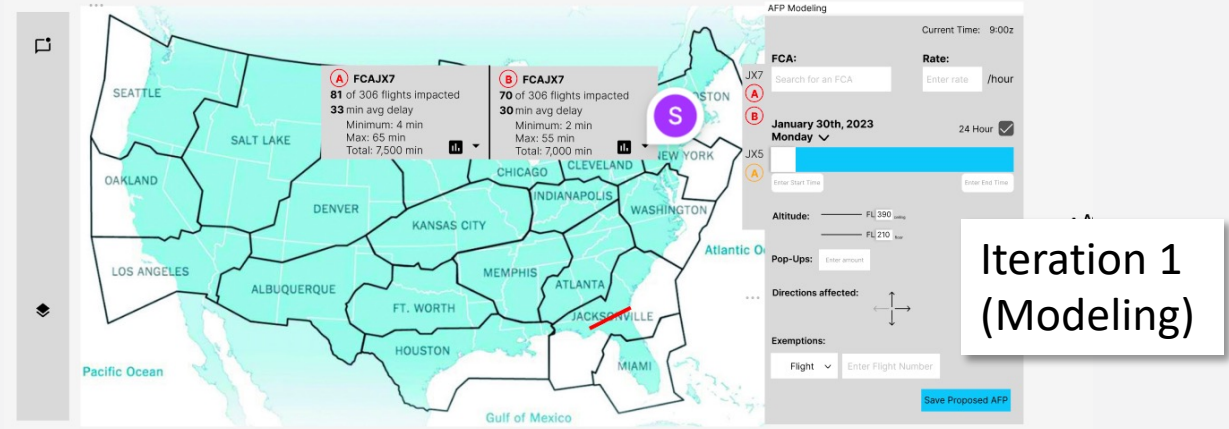 AFP Modeling
Current Time: 9:00z
FCA:
Rate:
Search for an FCA
Enter rate
/hour
JX7
A
B
January 30th, 2023
Monday
24 Hour
JX5
A
Enter Start Time
Enter End Time
Altitude:
FL 390 ceiling
FL 210 floor
Pop-Ups:
Enter amount
Directions affected:
Exemptions:
Flight
Enter Flight Number
Save Proposed AFP
A FCAJX7
81 of 306 flights impacted
33 min avg delay
Minimum: 4 min
Max: 65 min
Total: 7,500 min
B FCAJX7
70 of 306 flights impacted
30 min avg delay
Minimum: 2 min
Max: 55 min
Total: 7,000 min
S
SEATTLE
SALT LAKE
OAKLAND
DENVER
LOS ANGELES
ALBUQUERQUE
KANSAS CITY
CHICAGO
CLEVELAND
NEW YORK
STON
INDIANAPOLIS
WASHINGTON
MEMPHIS
ATLANTA
FT. WORTH
JACKSONVILLE
HOUSTON
MIAMI
Atlantic O
Pacific Ocean
Gulf of Mexico
Iteration 1
(Modeling)